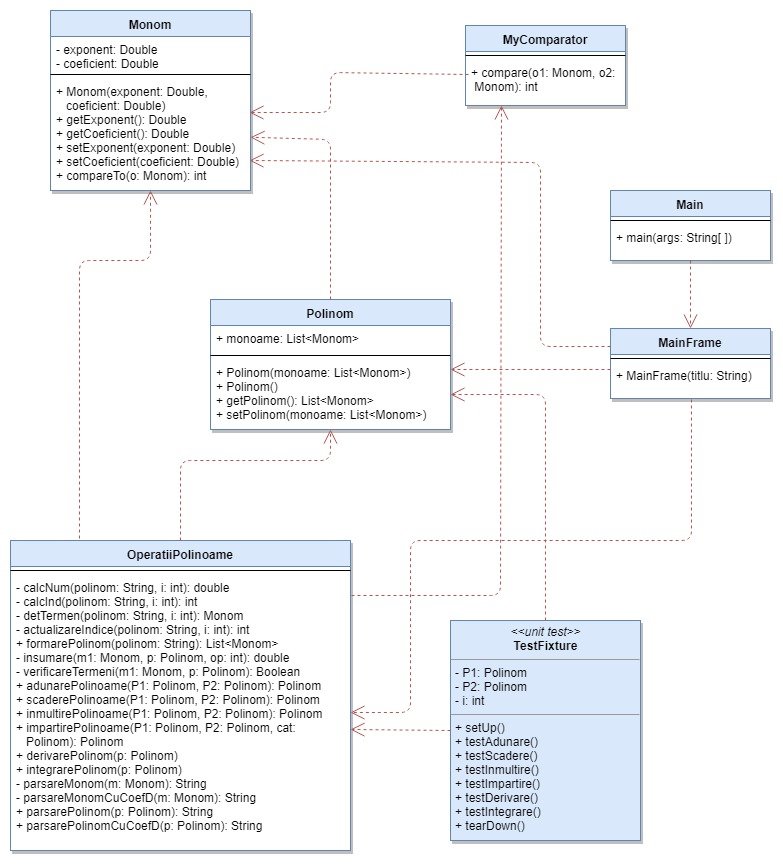 Monom
- exponent: Double
- coeficient: Double
+ Monom(exponent: Double,
coeficient: Double)
+ getExponent(): Double
+ getCoeficient(): Double
+ setExponent(exponent: Double)
+ setCoeficient(coeficient: Double)
+ compareTo(o: Monom): int
MyComparator
+ compare(o1: Monom, o2:
Monom): int
Main
+ main(args: String[ ])
Polinom
+ monoame: List<Monom>
+ Polinom(monoame: List<Monom>)
+ Polinom()
+ getPolinom(): List<Monom>
+ setPolinom(monoame: List<Monom>)
MainFrame
+ MainFrame(titlu: String)
OperatiiPolinoame
- calcNum(polinom: String, i: int): double
- calcInd(polinom: String, i: int): int
- detTermen(polinom: String, i: int): Monom
- actualizareIndice(polinom: String, i: int): int
+ formarePolinom(polinom: String): List<Monom>
- insumare(m1: Monom, p: Polinom, op: int): double
- verificareTermeni(m1: Monom, p: Polinom): Boolean
+ adunarePolinoame(P1: Polinom, P2: Polinom): Polinom
+ scaderePolinoame(P1: Polinom, P2: Polinom): Polinom
+ inmultirePolinoame(P1: Polinom, P2: Polinom): Polinom
+ impartirePolinoame(P1: Polinom, P2: Polinom, cat:
Polinom): Polinom
+ derivarePolinom(p: Polinom)
+ integrarePolinom(p: Polinom)
- parsareMonom(m: Monom): String
- parsareMonomCuCoefD(m: Monom): String
+ parsarePolinom(p: Polinom): String
+ parsarePolinomCuCoefD(p: Polinom): String
<<unit test>>
TestFixture
- P1: Polinom
- P2: Polinom
- i: int
+ setUp()
+ testAdunare()
+ testScadere()
+ testInmultire()
+ testImpartire()
+ testDerivare()
+ testIntegrare()
+ tearDown()